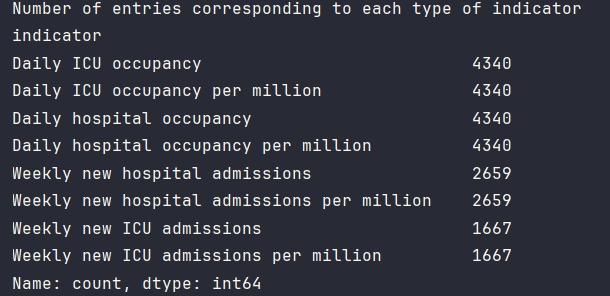 Number of entries corresponding to each type of indicator
indicator
Daily ICU occupancy 4340
Daily ICU occupancy per million 4340
Daily hospital occupancy 4340
Daily hospital occupancy per million 4340
Weekly new hospital admissions 2659
Weekly new hospital admissions per million 2659
Weekly new ICU admissions 1667
Weekly new ICU admissions per million 1667
Name: count, dtype: int64